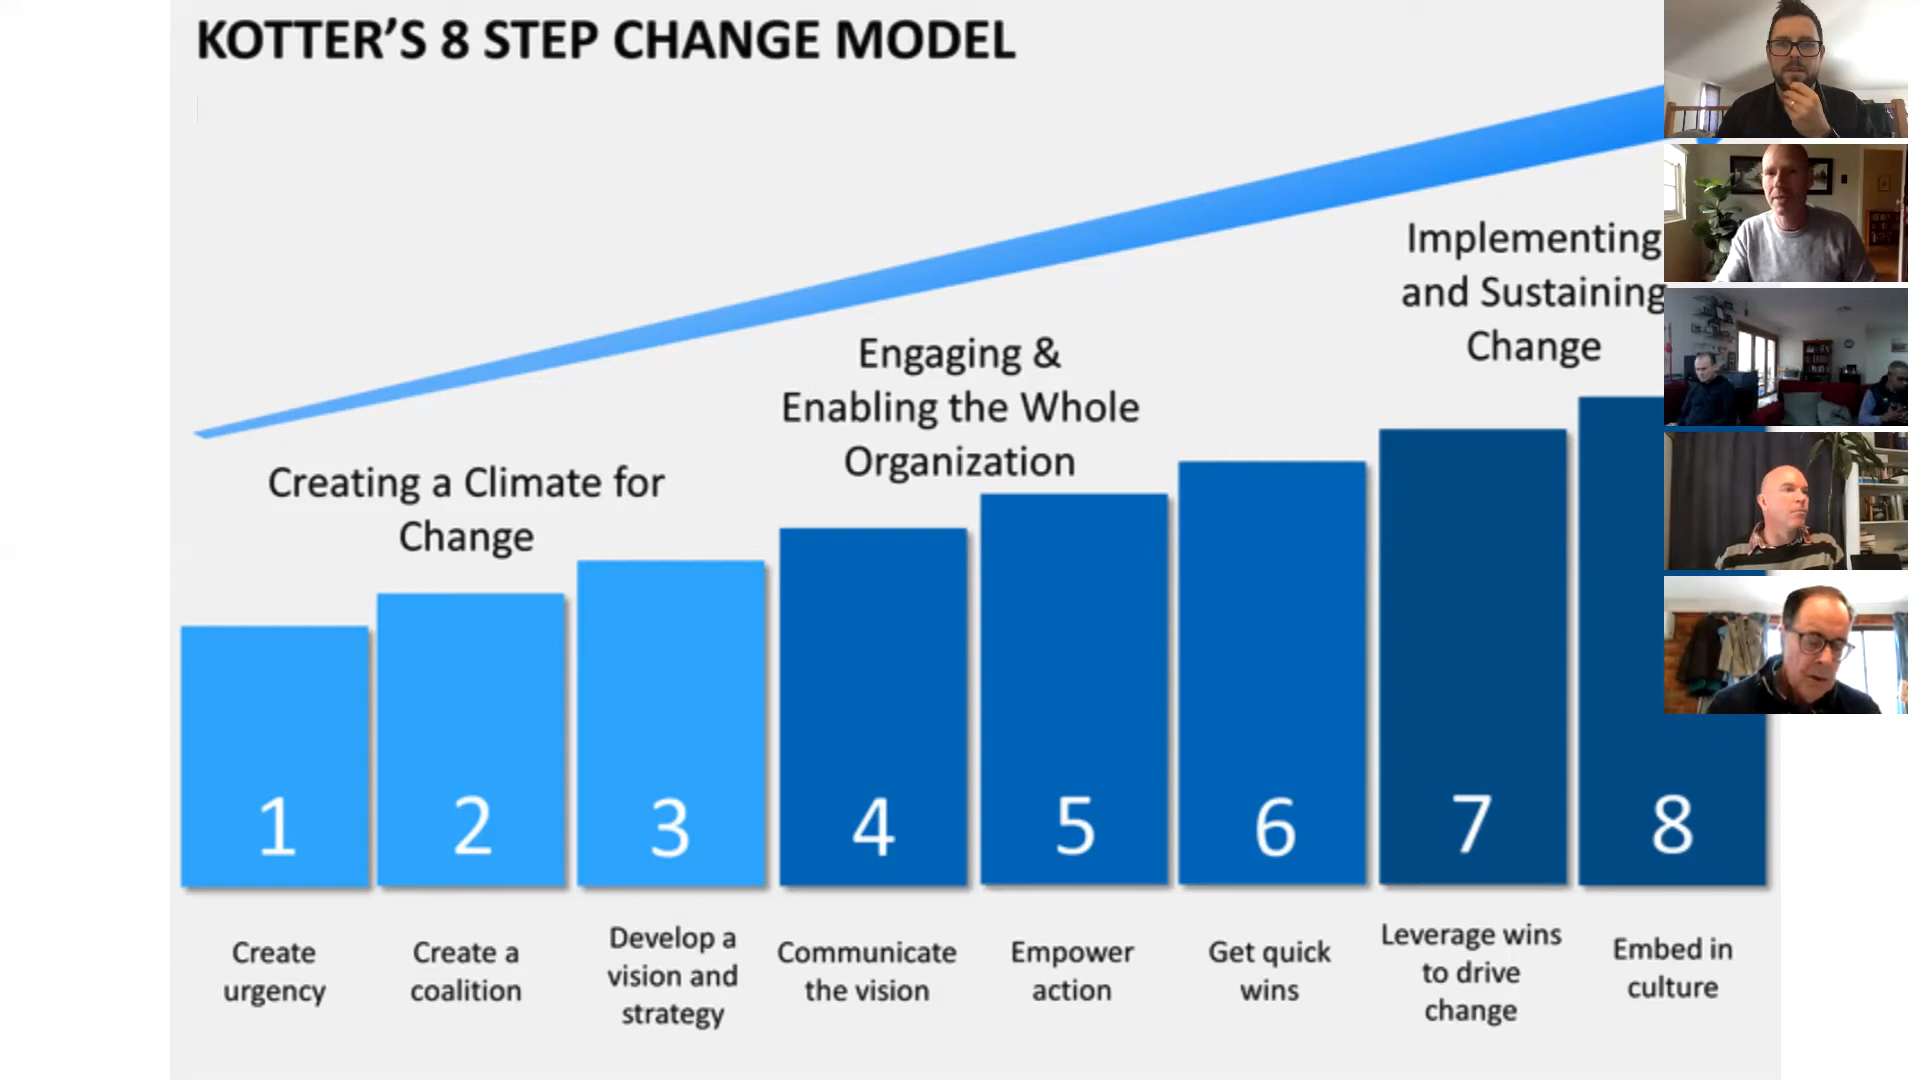 KOTTER’S 8 STEP CHANGE MODEL
Implementing
and Sustaining
Change
Engaging &
Enabling the Whole
Organization
Creating a Climate for
Change
1
2
3
4
5
6
7
8
Create
urgency
Create a
coalition
Develop a
vision and
strategy
Communicate
the vision
Empower
action
Get quick
wins
Leverage wins
to drive
change
Embed in
culture